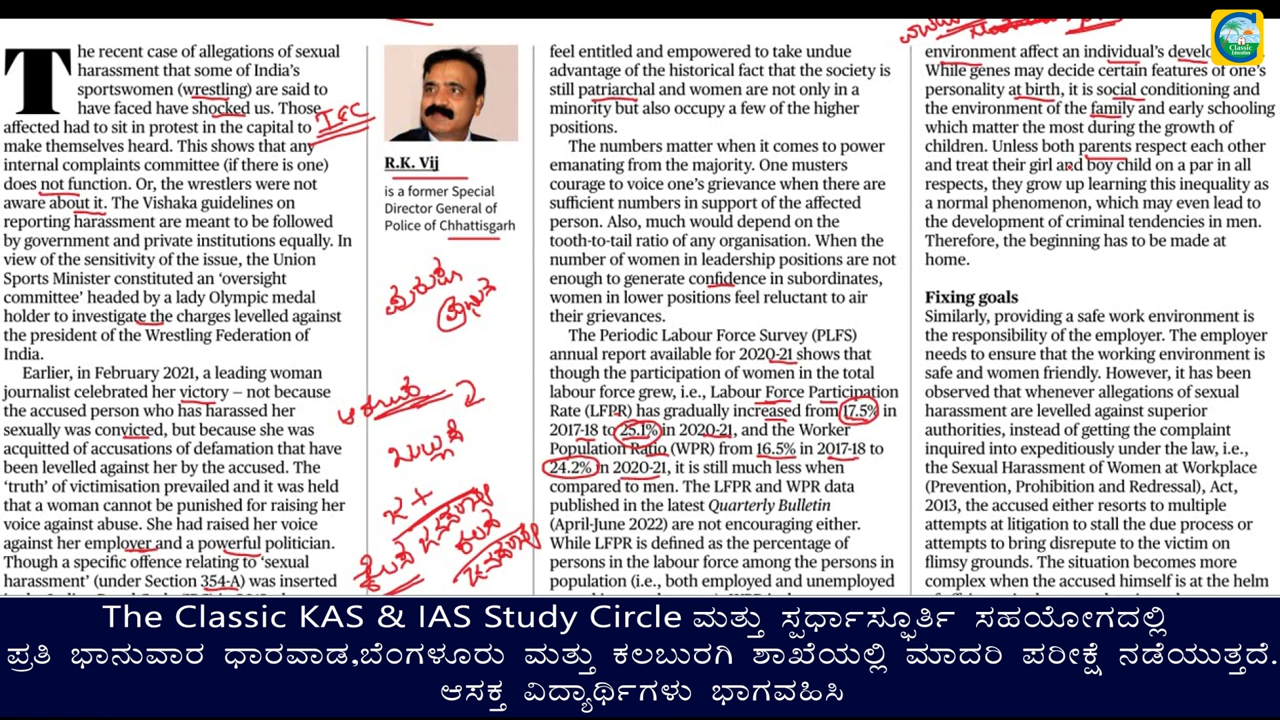 The recent case of allegations of sexual
harassment that some of India's
sportswomen (wrestling) are said to
have faced have shocked us. Those
affected had to sit in protest in the capital to
make themselves heard. This shows that any
internal complaints committee (if there is one)
does not function. Or, the wrestlers were not
aware about it. The Vishaka guidelines on
reporting harassment are meant to be followed
by government and private institutions equally. In
view of the sensitivity of the issue, the Union
Sports Minister constituted an 'oversight
committee' headed by a lady Olympic medal
holder to investigate the charges levelled against
the president of the Wrestling Federation of
India.
Earlier, in February 2021, a leading woman
journalist celebrated her victory – not because
the accused person who has harassed her
sexually was convicted, but because she was
acquitted of accusations of defamation that have
been levelled against her by the accused. The
'truth' of victimisation prevailed and it was held
that a woman cannot be punished for raising her
voice against abuse. She had raised her voice
against her employer and a powerful politician.
Though a specific offence relating to 'sexual
harassment' (under Section 354-A) was inserted
R.K. Vij
is a former Special
Director General of
Police of Chhattisgarh
feel entitled and empowered to take undue
advantage of the historical fact that the society is
still patriarchal and women are not only in a
minority but also occupy a few of the higher
positions.
The numbers matter when it comes to power
emanating from the majority. One musters
courage to voice one's grievance when there are
sufficient numbers in support of the affected
person. Also, much would depend on the
tooth-to-tail ratio of any organisation. When the
number of women in leadership positions are not
enough to generate confidence in subordinates,
women in lower positions feel reluctant to air
their grievances.
The Periodic Labour Force Survey (PLFS)
annual report available for 2020-21 shows that
though the participation of women in the total
labour force grew, i.e., Labour Force Participation
Rate (LFPR) has gradually increased from 17.5% in
2017-18 to 25.1% in 2020-21, and the Worker
Population Ratio (WPR) from 16.5% in 2017-18 to
24.2% in 2020-21, it is still much less when
compared to men. The LFPR and WPR data
published in the latest Quarterly Bulletin
(April-June 2022) are not encouraging either.
While LFPR is defined as the percentage of
persons in the labour force among the persons in
population (i.e., both employed and unemployed
environment affect an individual's
While genes may decide certain features of one's
personality at birth, it is social conditioning and
the environment of the family and early schooling
which matter the most during the growth of
children. Unless both parents respect each other
and treat their girl and boy child on a par in all
respects, they grow up learning this inequality as
a normal phenomenon, which may even lead to
the development of criminal tendencies in men.
Therefore, the beginning has to be made at
home.
Fixing goals
Similarly, providing a safe work environment is
the responsibility of the employer. The employer
needs to ensure that the working environment is
safe and women friendly. However, it has been
observed that whenever allegations of sexual
harassment are levelled against superior
authorities, instead of getting the complaint
inquired into expeditiously under the law, i.e.,
the Sexual Harassment of Women at Workplace
(Prevention, Prohibition and Redressal), Act,
2013, the accused either resorts to multiple
attempts at litigation to stall the due process or
attempts to bring disrepute to the victim on
flimsy grounds. The situation becomes more
complex when the accused himself is at the helm
Classic
The Classic KAS & IAS Study Circle ಮತ್ತು ಸ್ಪರ್ಧಾಸ್ಫೂರ್ತಿ ಸಹಯೋಗದಲ್ಲಿ
ಪ್ರತಿ ಭಾನುವಾರ ಧಾರವಾಡ,ಬೆಂಗಳೂರು ಮತ್ತು ಕಲಬುರಗಿ ಶಾಖೆಯಲ್ಲಿ ಮಾದರಿ ಪರೀಕ್ಷೆ ನಡೆಯುತ್ತದೆ.
ಆಸಕ್ತ ವಿದ್ಯಾರ್ಥಿಗಳು ಭಾಗವಹಿಸಿ